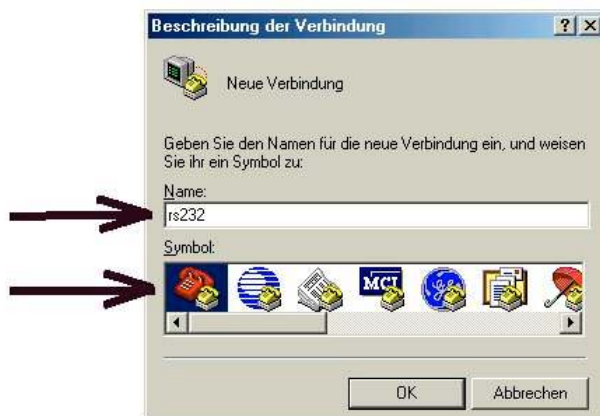 Beschreibung der Verbindung
Neue Verbindung
Geben Sie den Namen für die neue Verbindung ein, und weisen
Sie ihr ein Symbol zu:
Name:
rs232
Symbol:
MCI
OK Abbrechen